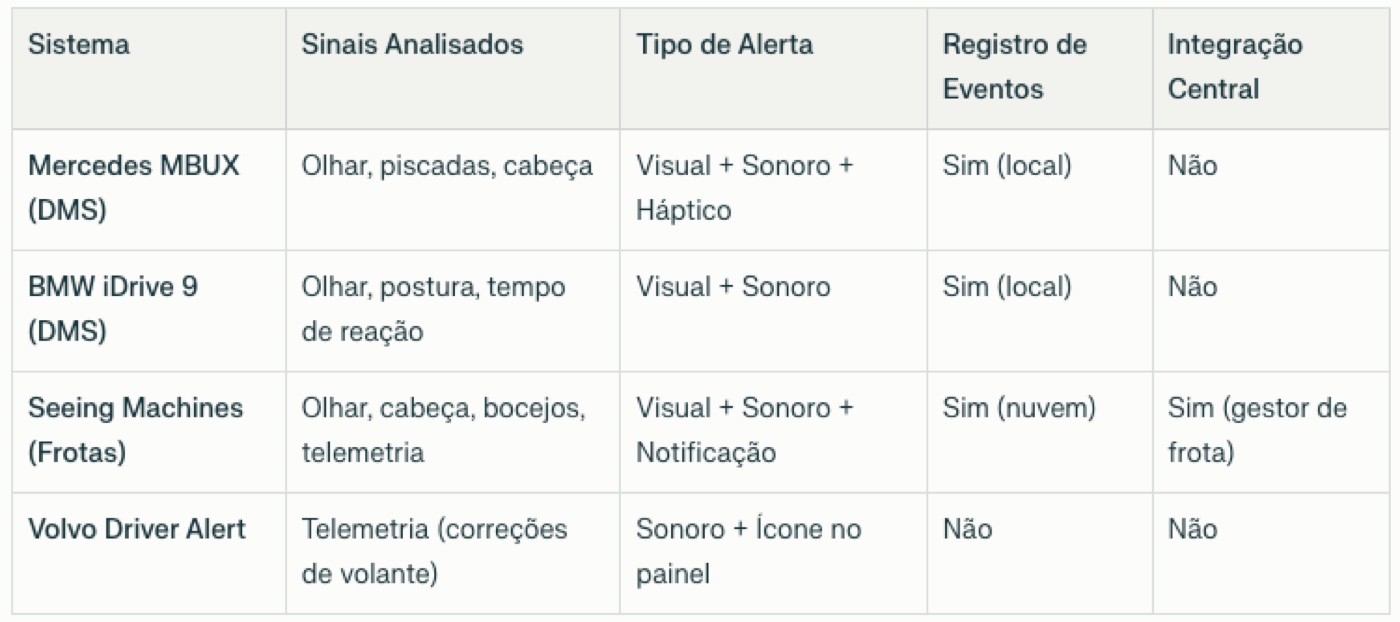 Sistema
Sinais Analisados
Tipo de Alerta
Registro de
Eventos
Integração
Central
Mercedes MBUX
(DMS)
Olhar, piscadas, cabeça
Visual + Sonoro +
Háptico
Sim (local)
Não
BMW iDrive 9
(DMS)
Olhar, postura, tempo
de reação
Visual + Sonoro
Sim (local)
Não
Seeing Machines
(Frotas)
Olhar, cabeça, bocejos,
telemetria
Visual + Sonoro +
Notificação
Sim (nuvem)
Sim (gestor de
frota)
Volvo Driver Alert
Telemetria (correções
de volante)
Sonoro + Ícone no
painel
Não
Não